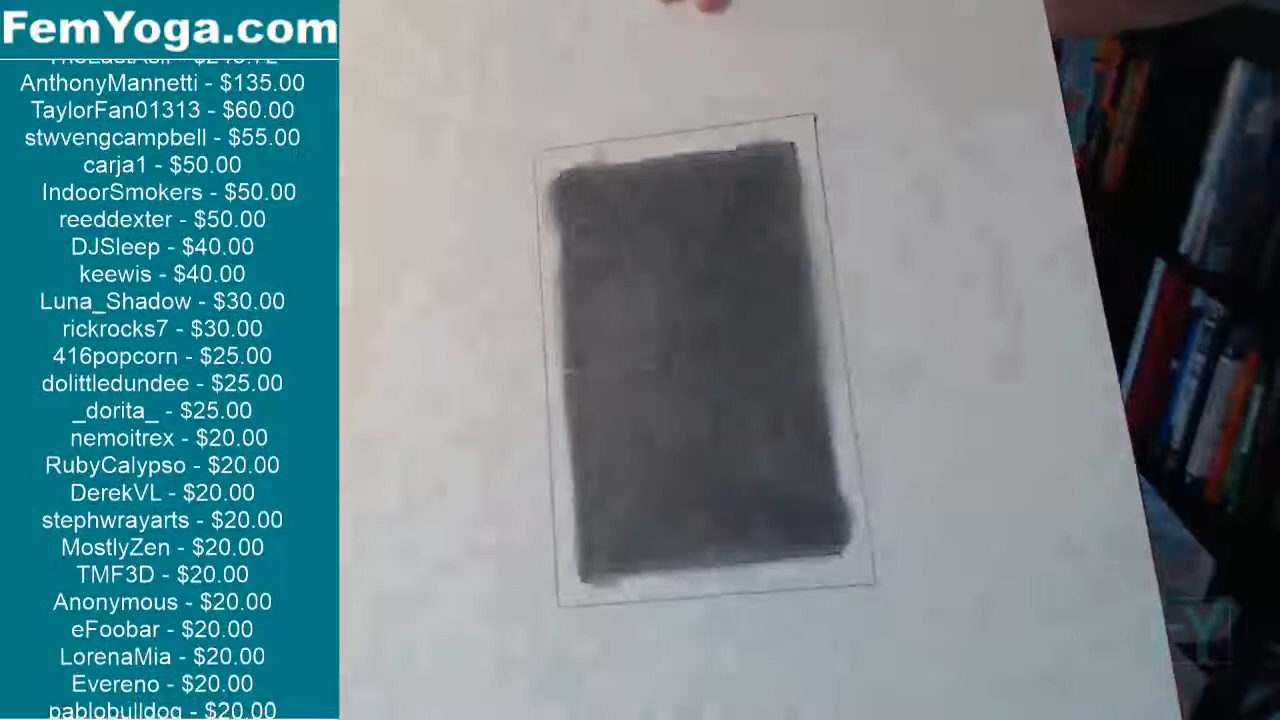 FemYoga.com
AnthonyMannetti - $135.00
TaylorFan01313 - $60.00
stwvengcampbell - $55.00
carja1 - $50.00
IndoorSmokers - $50.00
reeddexter - $50.00
DJSleep - $40.00
keewis - $40.00
Luna_Shadow - $30.00
rickrocks7 - $30.00
416popcorn - $25.00
dolittledundee - $25.00
_dorita_ - $25.00
nemoitrex - $20.00
RubyCalypso - $20.00
DerekVL - $20.00
stephwrayarts - $20.00
MostlyZen - $20.00
TMF3D - $20.00
Anonymous - $20.00
eFoobar - $20.00
LorenaMia - $20.00
Evereno - $20.00
pablobulldog - $20.00
FY